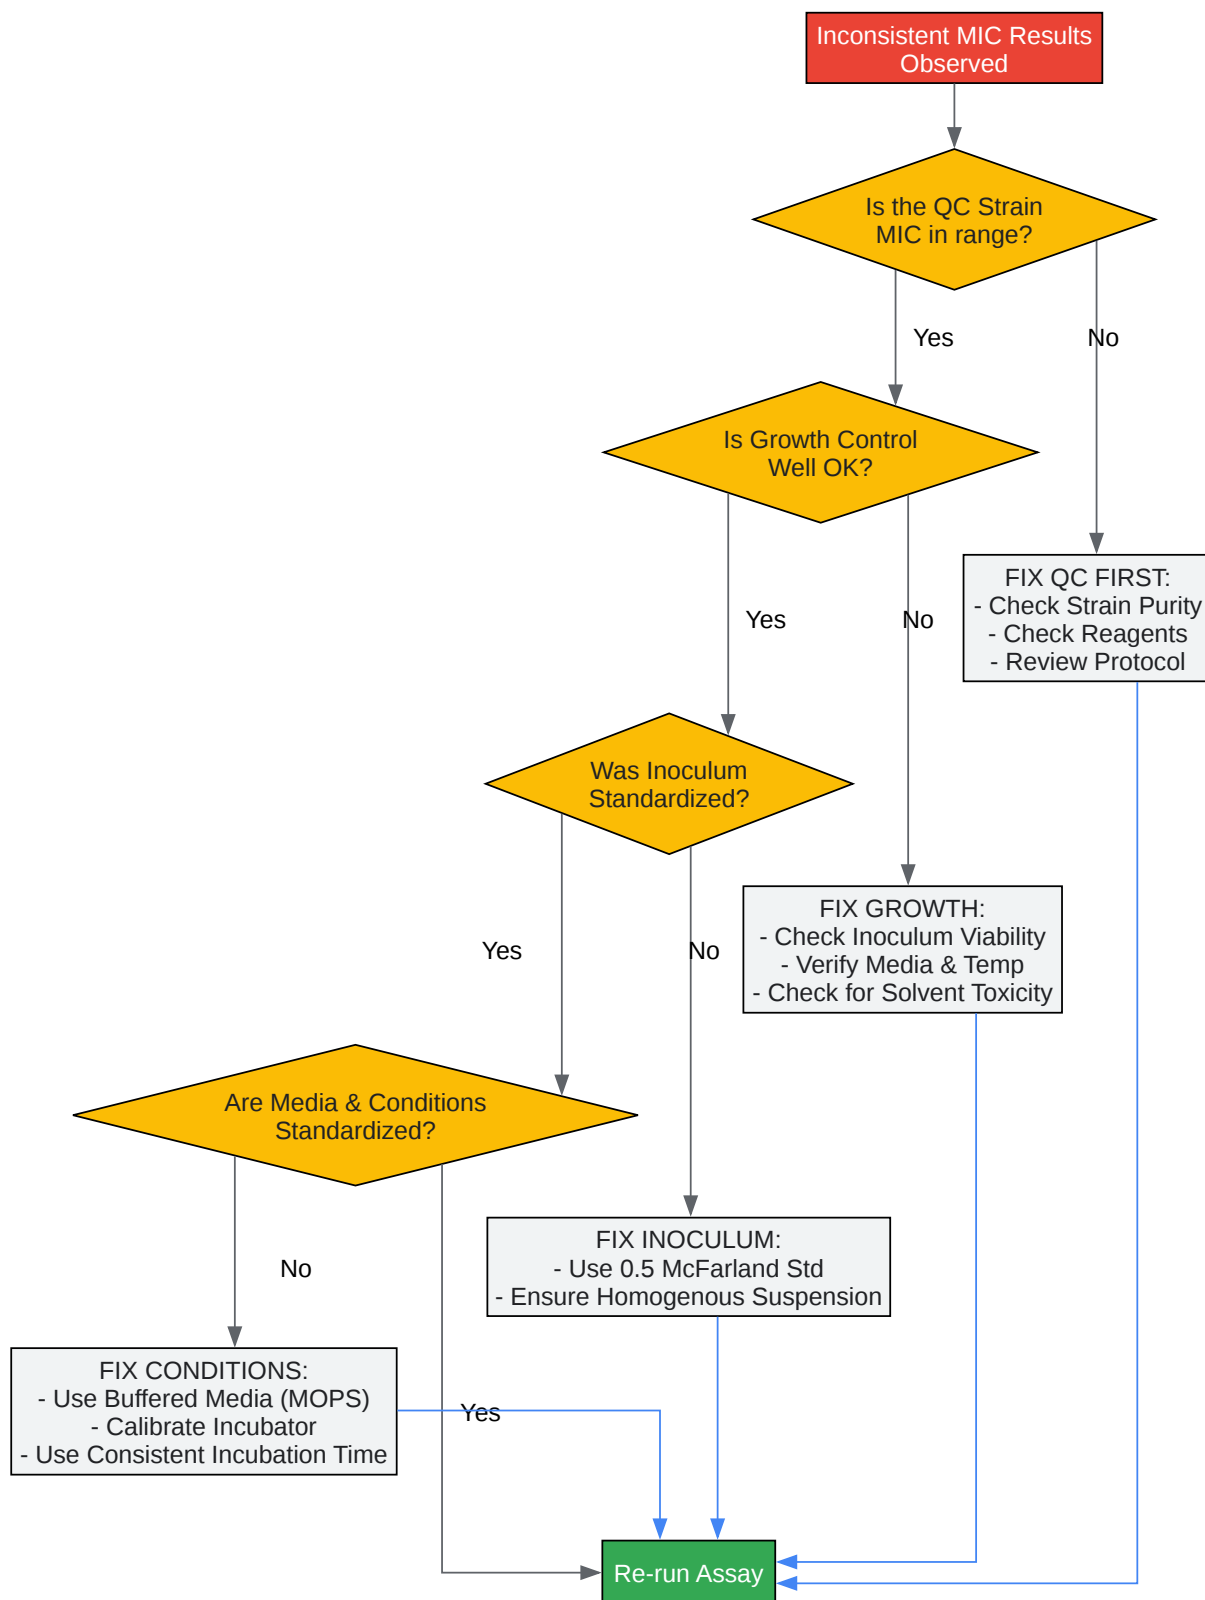 Inconsistent MIC Results
Observed
Is the QC Strain
MIC in range?
Yes
No
Is Growth Control
Well OK?
FIX QC FIRST:
- Check Strain Purity
- Check Reagents
- Review Protocol
Yes
No
Was Inoculum
Standardized?
FIX GROWTH:
- Check Inoculum Viability
- Verify Media & Temp
- Check for Solvent Toxicity
Yes
No
Are Media & Conditions
Standardized?
FIX INOCULUM:
- Use 0.5 McFarland Std
- Ensure Homogenous Suspension
No
FIX CONDITIONS:
- Use Buffered Media (MOPS)
- Calibrate Incubator
- Use Consistent Incubation Time
Yes
Re-run Assay